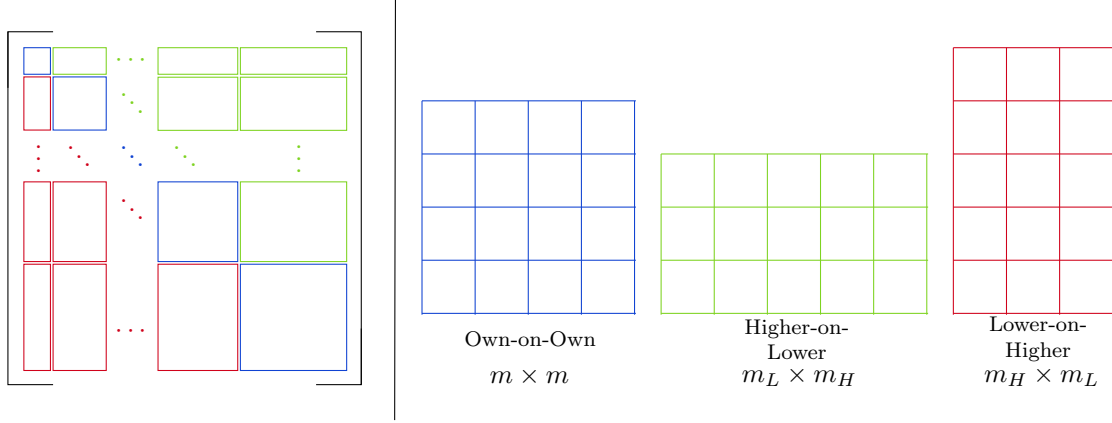 Own-on-Own
m × m
Higher-on-
Lower
m_L × m_H
Lower-on-
Higher
m_H × m_L